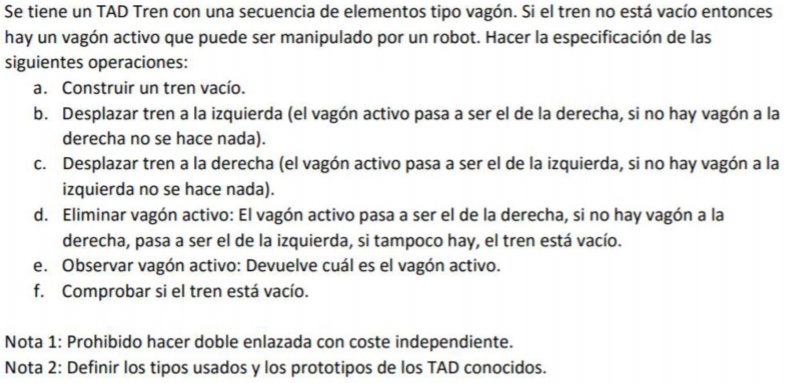 Se tiene un TAD Tren con una secuencia de elementos tipo vagón. Si el tren no está vacío entonces
hay un vagón activo que puede ser manipulado por un robot. Hacer la especificación de las
siguientes operaciones:
a. Construir un tren vacío.
b. Desplazar tren a la izquierda (el vagón activo pasa a ser el de la derecha, si no hay vagón a la
derecha no se hace nada).
c. Desplazar tren a la derecha (el vagón activo pasa a ser el de la izquierda, si no hay vagón a la
izquierda no se hace nada).
d. Eliminar vagón activo: El vagón activo pasa a ser el de la derecha, si no hay vagón a la
derecha, pasa a ser el de la izquierda, si tampoco hay, el tren está vacío.
e. Observar vagón activo: Devuelve cuál es el vagón activo.
f. Comprobar si el tren está vacío.
Nota 1: Prohibido hacer doble enlazada con coste independiente.
Nota 2: Definir los tipos usados y los prototipos de los TAD conocidos.